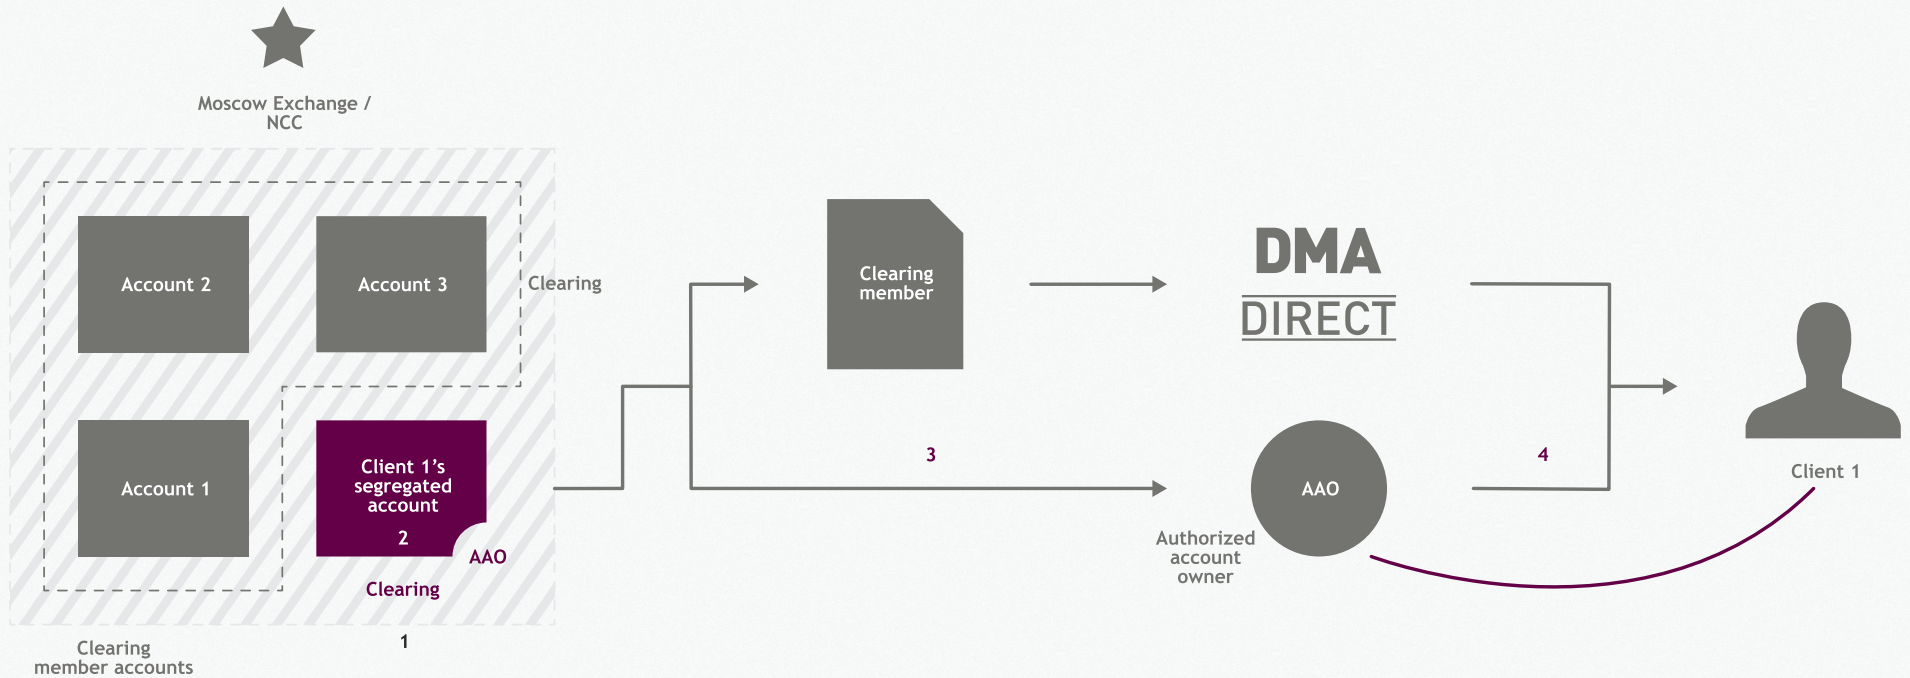 Moscow Exchange /
NCC
Account 2
Account 3
Clearing
Account 1
Client 1’s
segregated
account
2
AAO
Clearing
1
Clearing
member accounts
Clearing
member
3
DMA
DIRECT
AAO
Authorized
account
owner
4
Client 1